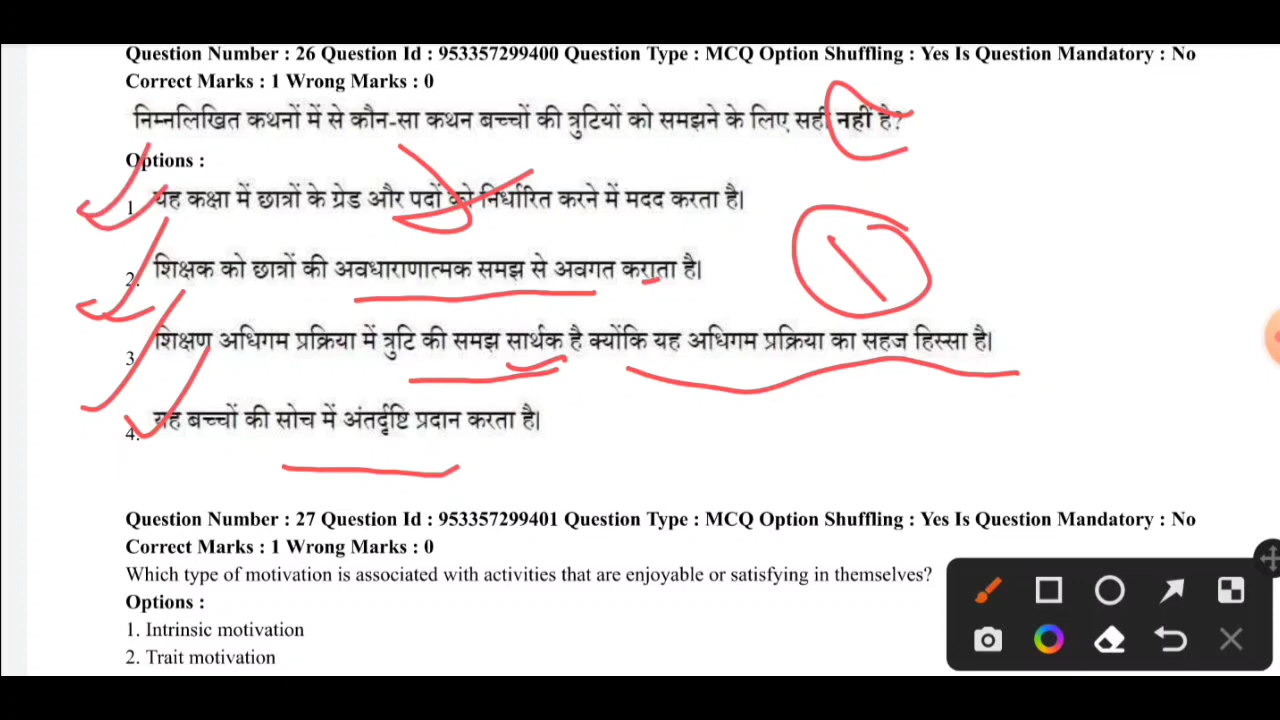 Question Number : 26 Question Id : 953357299400 Question Type : MCQ Option Shuffling : Yes Is Question Mandatory : No
Correct Marks : 1 Wrong Marks : 0
निम्नलिखित कथनों में से कौन-सा कथन बच्चों की त्रुटियों को समझने के लिए सही नहीं है?
Options :
1. यह कक्षा में छात्रों के ग्रेड और पदों को निर्धारित करने में मदद करता है।
2. शिक्षक को छात्रों की अवधाराणात्मक समझ से अवगत कराता है।
3. शिक्षण अधिगम प्रक्रिया में त्रुटि की समझ सार्थक है क्योंकि यह अधिगम प्रक्रिया का सहज हिस्सा है।
4. यह बच्चों की सोच में अंतर्दृष्टि प्रदान करता है।
Question Number : 27 Question Id : 953357299401 Question Type : MCQ Option Shuffling : Yes Is Question Mandatory : No
Correct Marks : 1 Wrong Marks : 0
Which type of motivation is associated with activities that are enjoyable or satisfying in themselves?
Options :
1. Intrinsic motivation
2. Trait motivation